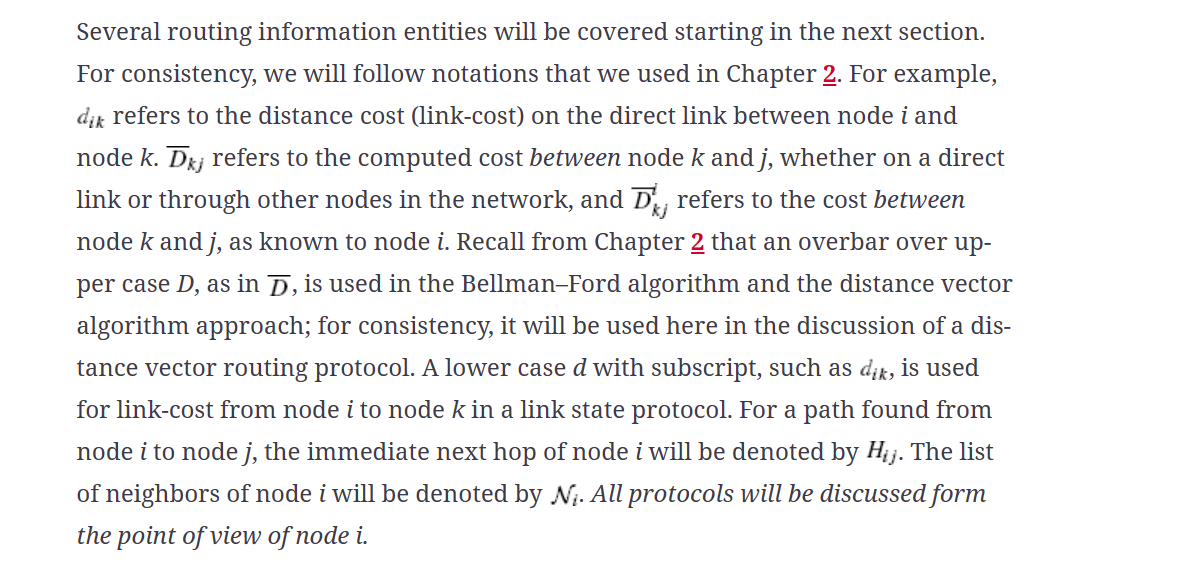 Several routing information entities will be covered starting in the next section.
For consistency, we will follow notations that we used in Chapter 2. For example,
d_{ik} refers to the distance cost (link-cost) on the direct link between node i and
node k. \overline{D}_{kj} refers to the computed cost between node k and j, whether on a direct
link or through other nodes in the network, and \overline{D}^{i}_{kj} refers to the cost between
node k and j, as known to node i. Recall from Chapter 2 that an overbar over up-
per case D, as in \overline{D}, is used in the Bellman–Ford algorithm and the distance vector
algorithm approach; for consistency, it will be used here in the discussion of a dis-
tance vector routing protocol. A lower case d with subscript, such as d_{ik}, is used
for link-cost from node i to node k in a link state protocol. For a path found from
node i to node j, the immediate next hop of node i will be denoted by H_{ij}. The list
of neighbors of node i will be denoted by \mathcal{N}_{i}. All protocols will be discussed form
the point of view of node i.